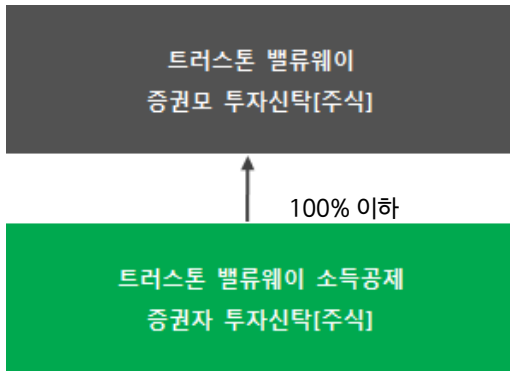 트러스톤 밸류웨이
증권모 투자신탁[주식]
100% 이하
트러스톤 밸류웨이 소득공제
증권자 투자신탁[주식]